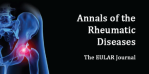 Annals of the
Rheumatic
Diseases
The EULAR Journal